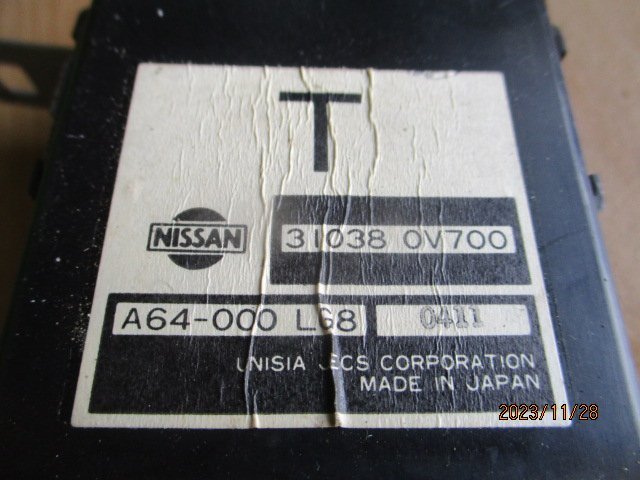 T
NISSAN
31038 0V700
A64-000 L68
0411
UNISIA JECS CORPORATION
MADE IN JAPAN
2023/11/28